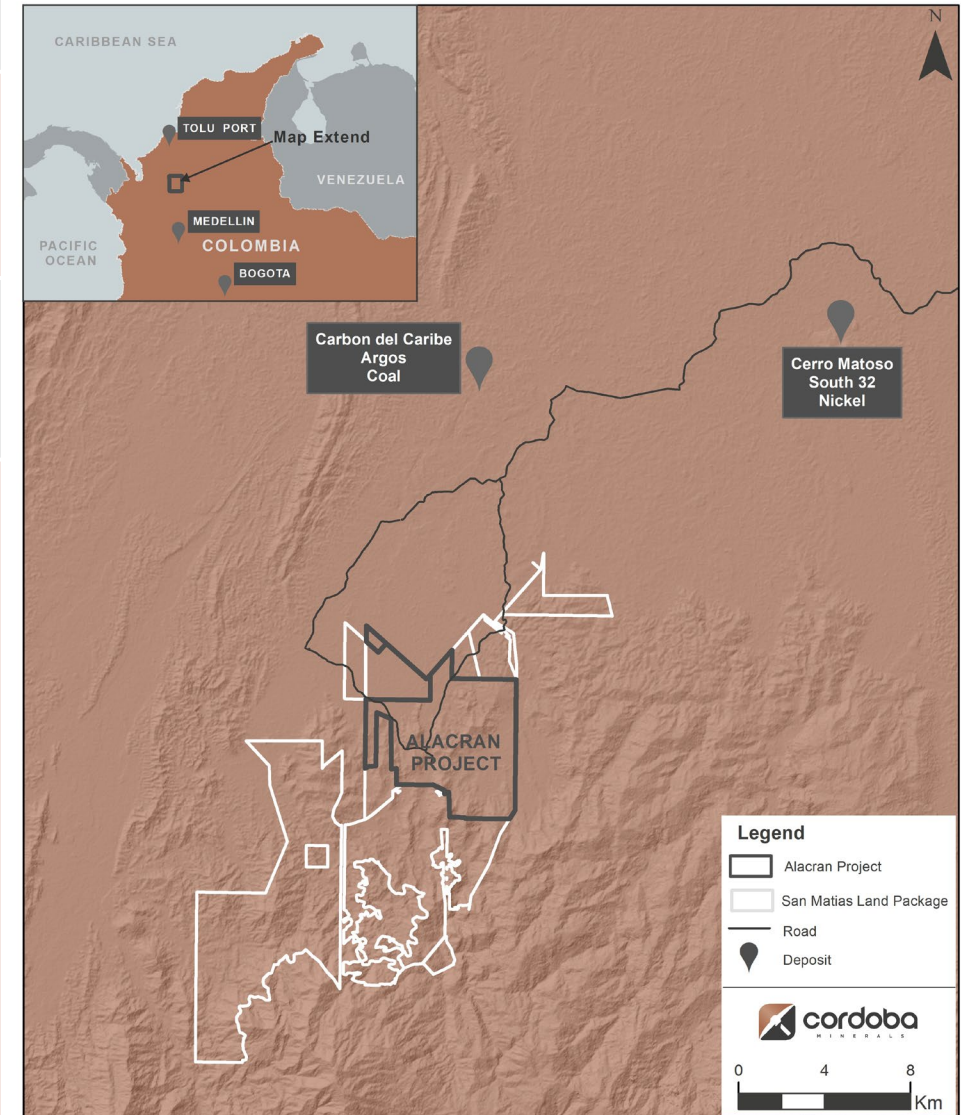 CARIBBEAN SEA
TOLU PORT
Map Extend
VENEZUELA
MEDELLIN
PACIFIC
OCEAN
COLOMBIA
BOGOTA
N
Carbon del Caribe
Argos
Coal
Cerro Matoso
South 32
Nickel
ALACRAN
PROJECT
Legend
Alacran Project
San Matias Land Package
Road
Deposit
cordoba
MINERALS
0 4 8
Km